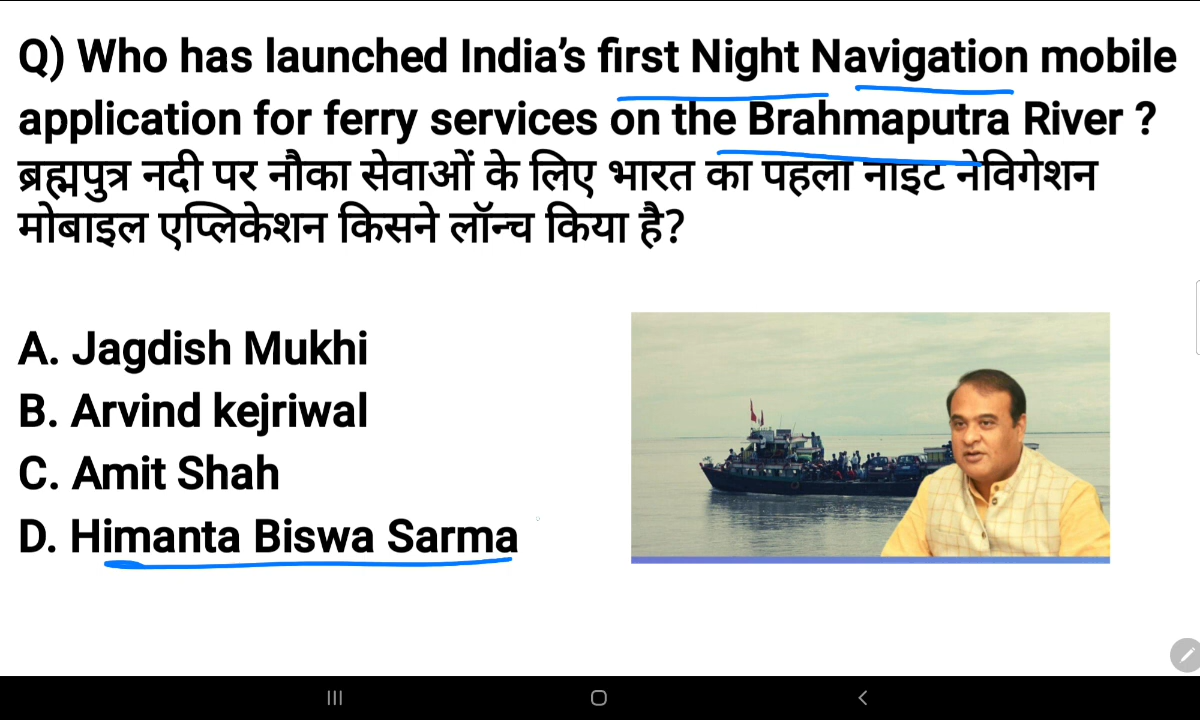 Q) Who has launched India's first Night Navigation mobile
application for ferry services on the Brahmaputra River ?
ब्रह्मपुत्र नदी पर नौका सेवाओं के लिए भारत का पहला नाइट नेविगेशन
मोबाइल एप्लिकेशन किसने लॉन्च किया है?
A. Jagdish Mukhi
B. Arvind kejriwal
C. Amit Shah
D. Himanta Biswa Sarma